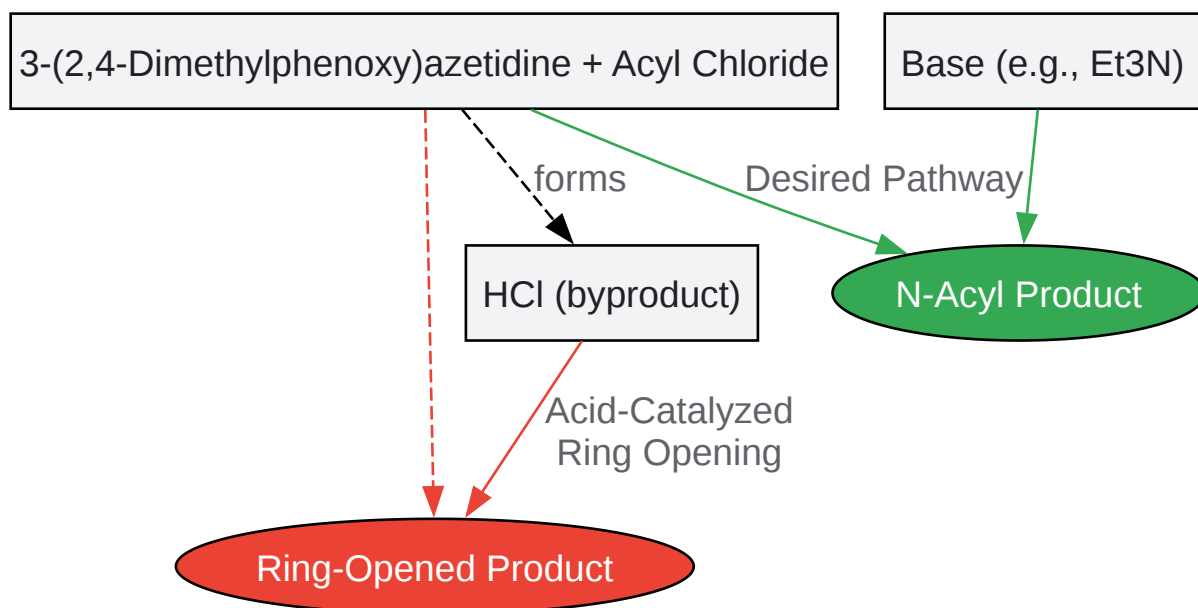 3-(2,4-Dimethylphenoxy)azetidine + Acyl Chloride
Base (e.g., Et3N)
forms
Desired Pathway
HCl (byproduct)
N-Acyl Product
Acid-Catalyzed
Ring Opening
Ring-Opened Product